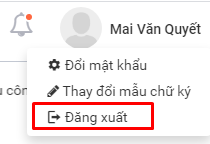 Mai Văn Quyết
Đổi mật khẩu
Thay đổi mẫu chữ ký
Đăng xuất